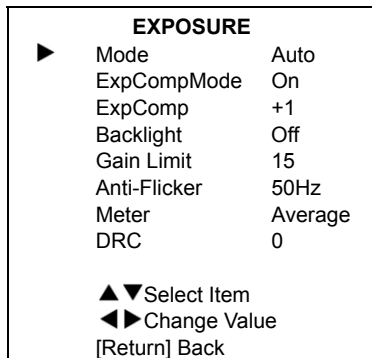 EXPOSURE
▶ Mode Auto
ExpCompMode On
ExpComp +1
Backlight Off
Gain Limit 15
Anti-Flicker 50Hz
Meter Average
DRC 0
▲▼Select Item
◀▶Change Value
[Return] Back